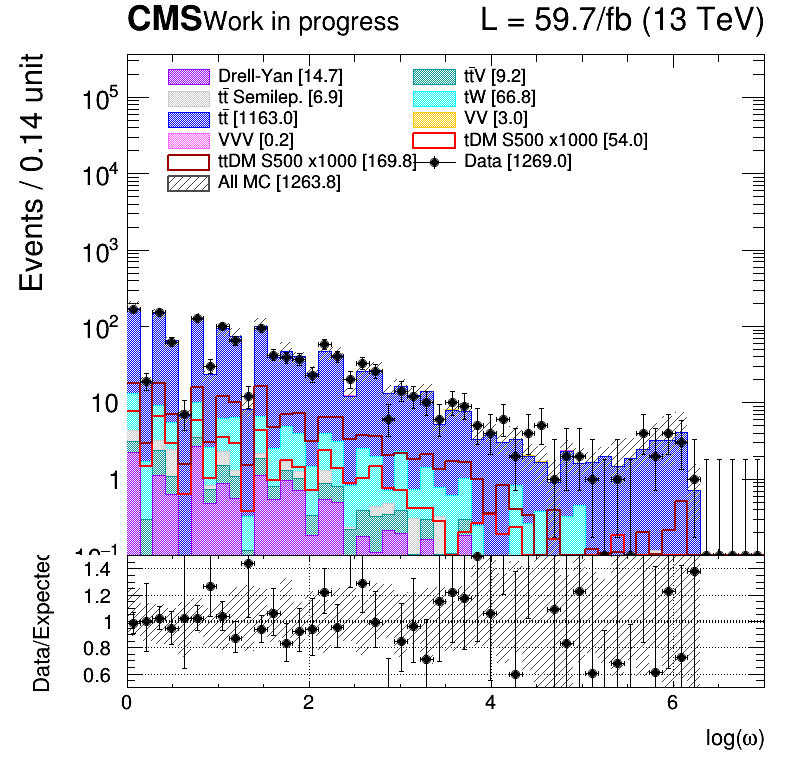 CMS Work in progress L = 59.7/fb (13 TeV)
Events / 0.14 unit
Drell-Yan [14.7] tt̄V [9.2]
tt̄ Semilep. [6.9] tW [66.8]
tt̄ [1163.0] VV [3.0]
VVV [0.2] tDM S500 x1000 [54.0]
ttDM S500 x1000 [169.8] Data [1269.0]
All MC [1263.8]
10⁵
10⁴
10³
10²
10
1
10⁻¹
Data/Expected
1.4
1.2
1
0.8
0.6
0 2 4 6
log(ω)